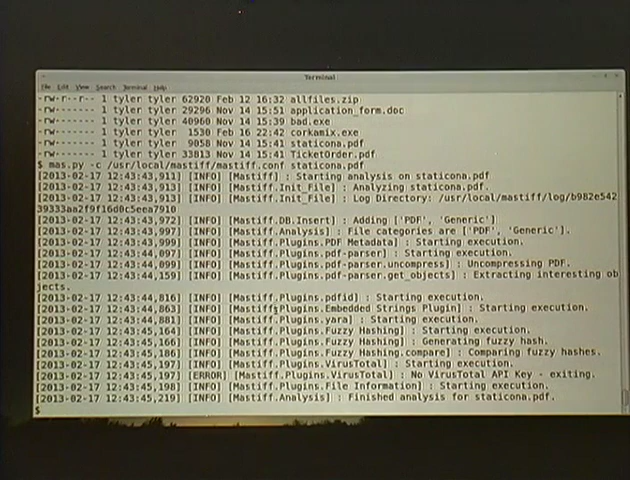 Terminal
File Edit View Search Terminal Help
-rw-r--r-- 1 tyler tyler 62920 Feb 12 16:32 allfiles.zip
-rw------- 1 tyler tyler 29296 Nov 14 15:51 application_form.doc
-rw------- 1 tyler tyler 40960 Nov 14 15:39 bad.exe
-rw------- 1 tyler tyler  1530 Feb 16 22:42 corkamix.exe
-rw------- 1 tyler tyler  9058 Nov 14 15:41 staticona.pdf
-rw------- 1 tyler tyler 33813 Nov 14 15:41 TicketOrder.pdf
$ mas.py -c /usr/local/mastiff/mastiff.conf staticona.pdf
[2013-02-17 12:43:43,911] [INFO] [Mastiff] : Starting analysis on staticona.pdf
[2013-02-17 12:43:43,913] [INFO] [Mastiff.Init_File] : Analyzing staticona.pdf.
[2013-02-17 12:43:43,913] [INFO] [Mastiff.Init_File] : Log Directory: /usr/local/mastiff/log/b982e542
39333aa2f9f16d0c5eea7910
[2013-02-17 12:43:43,972] [INFO] [Mastiff.DB.Insert] : Adding ['PDF', 'Generic']
[2013-02-17 12:43:43,997] [INFO] [Mastiff.Analysis] : File categories are ['PDF', 'Generic'].
[2013-02-17 12:43:43,999] [INFO] [Mastiff.Plugins.PDF Metadata] : Starting execution.
[2013-02-17 12:43:44,097] [INFO] [Mastiff.Plugins.pdf-parser] : Starting execution.
[2013-02-17 12:43:44,099] [INFO] [Mastiff.Plugins.pdf-parser.uncompress] : Uncompressing PDF.
[2013-02-17 12:43:44,159] [INFO] [Mastiff.Plugins.pdf-parser.get_objects] : Extracting interesting ob
jects.
[2013-02-17 12:43:44,816] [INFO] [Mastiff.Plugins.pdfid] : Starting execution.
[2013-02-17 12:43:44,863] [INFO] [Mastiff.Plugins.Embedded Strings Plugin] : Starting execution.
[2013-02-17 12:43:44,881] [INFO] [Mastiff.Plugins.yara] : Starting execution.
[2013-02-17 12:43:45,164] [INFO] [Mastiff.Plugins.Fuzzy Hashing] : Starting execution.
[2013-02-17 12:43:45,166] [INFO] [Mastiff.Plugins.Fuzzy Hashing] : Generating fuzzy hash.
[2013-02-17 12:43:45,186] [INFO] [Mastiff.Plugins.Fuzzy Hashing.compare] : Comparing fuzzy hashes.
[2013-02-17 12:43:45,197] [INFO] [Mastiff.Plugins.VirusTotal] : Starting execution.
[2013-02-17 12:43:45,197] [ERROR] [Mastiff.Plugins.VirusTotal] : No VirusTotal API Key - exiting.
[2013-02-17 12:43:45,198] [INFO] [Mastiff.Plugins.File Information] : Starting execution.
[2013-02-17 12:43:45,219] [INFO] [Mastiff.Analysis] : Finished analysis for staticona.pdf.
$